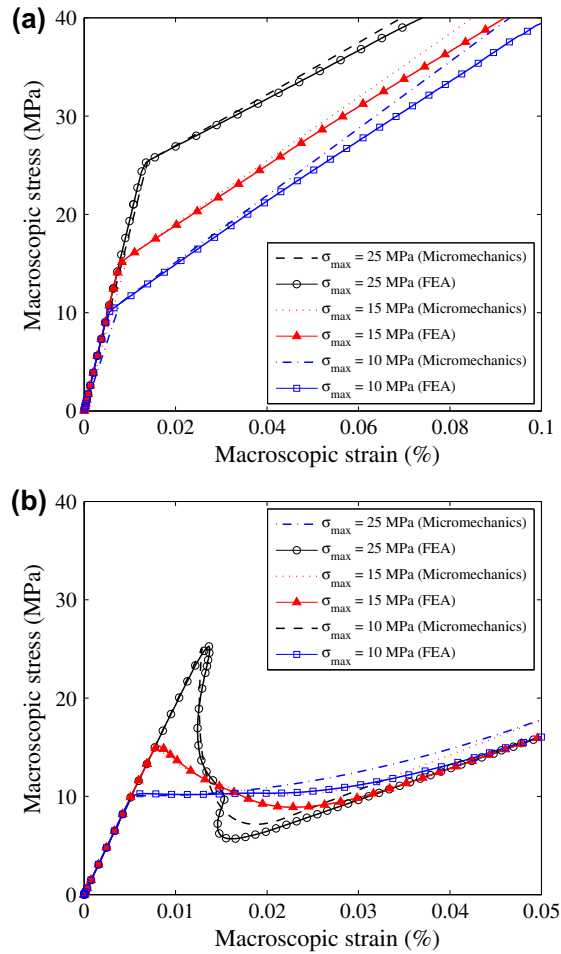 (a)
40
30
20
10
0
Macroscopic stress (MPa)
σmax = 25 MPa (Micromechanics)
σmax = 25 MPa (FEA)
σmax = 15 MPa (Micromechanics)
σmax = 15 MPa (FEA)
σmax = 10 MPa (Micromechanics)
σmax = 10 MPa (FEA)
0 0.02 0.04 0.06 0.08 0.1
Macroscopic strain (%)
(b)
40
30
20
10
0
Macroscopic stress (MPa)
σmax = 25 MPa (Micromechanics)
σmax = 25 MPa (FEA)
σmax = 15 MPa (Micromechanics)
σmax = 15 MPa (FEA)
σmax = 10 MPa (Micromechanics)
σmax = 10 MPa (FEA)
0 0.01 0.02 0.03 0.04 0.05
Macroscopic strain (%)